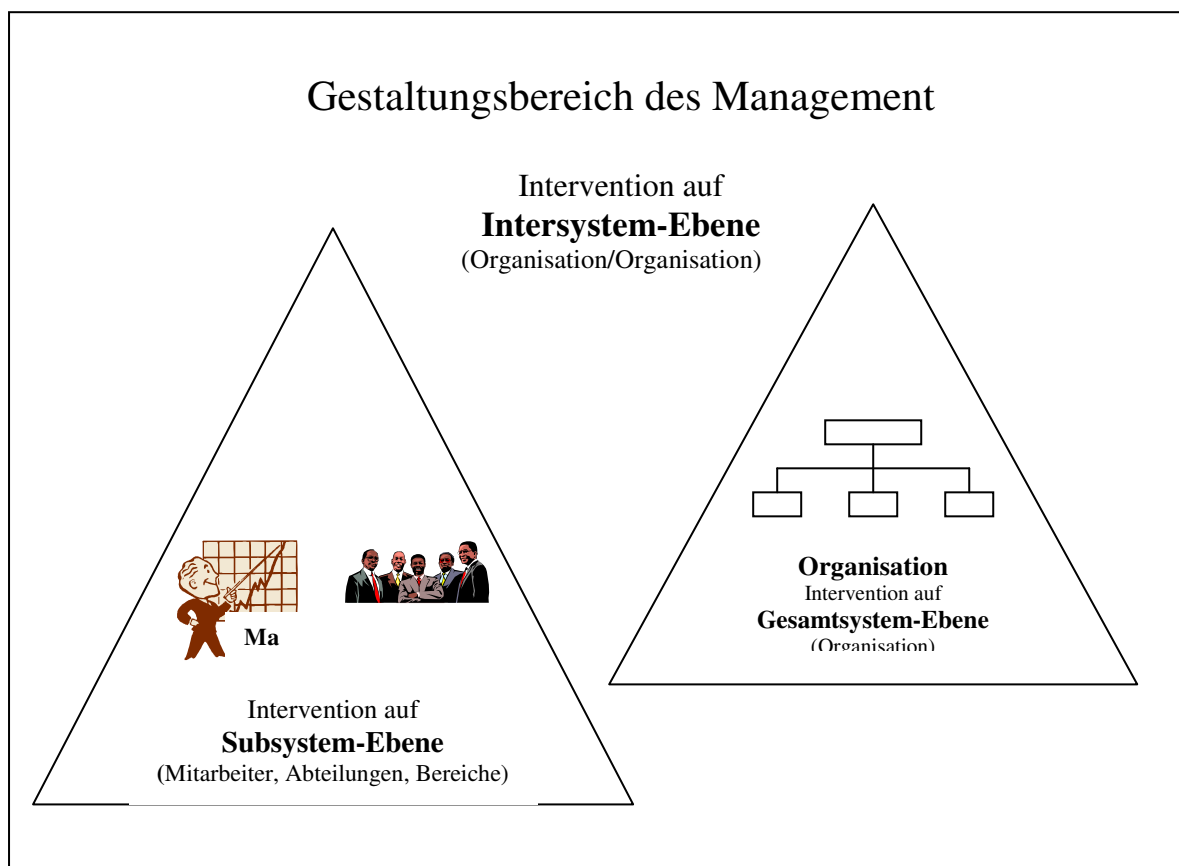 Gestaltungsbereich des Management
Intervention auf
Intersystem-Ebene
(Organisation/Organisation)
Ma
Intervention auf
Subsystem-Ebene
(Mitarbeiter, Abteilungen, Bereiche)
Organisation
Intervention auf
Gesamtsystem-Ebene
(Organisation)